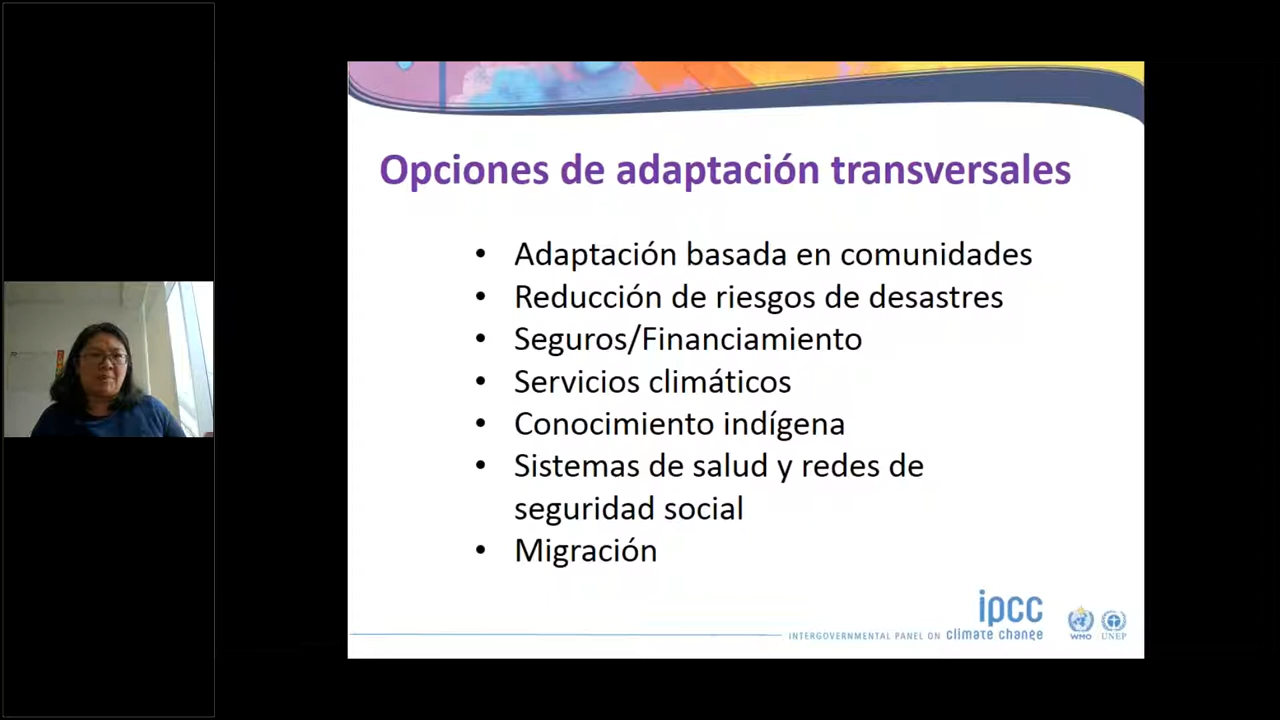 Opciones de adaptación transversales
• Adaptación basada en comunidades
• Reducción de riesgos de desastres
• Seguros/Financiamiento
• Servicios climáticos
• Conocimiento indígena
• Sistemas de salud y redes de
seguridad social
• Migración
ipcc
INTERGOVERNMENTAL PANEL ON climate change
WMO UNEP